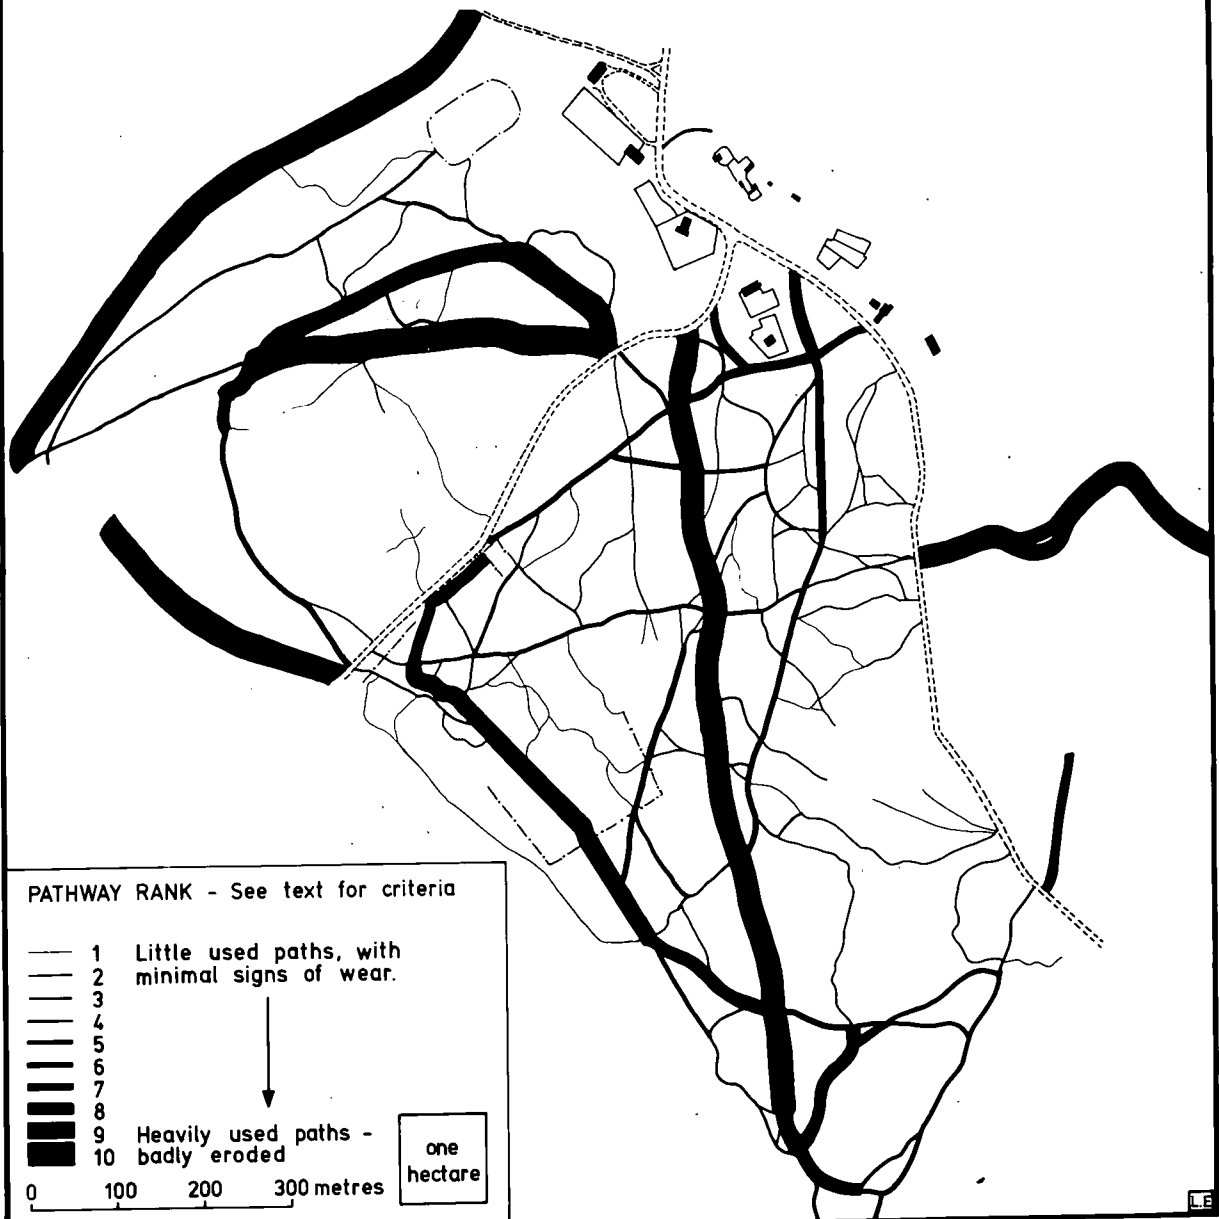 PATHWAY RANK - See text for criteria
1 Little used paths, with
2 minimal signs of wear.
3
4
5
6
7
8
9 Heavily used paths -
10 badly eroded
one
hectare
0 100 200 300 metres
L.E